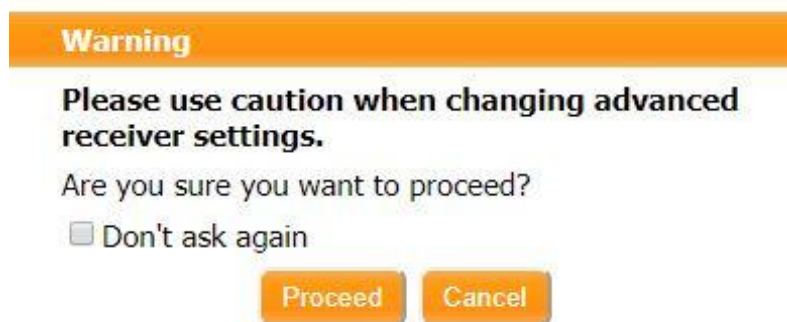 Warning
Please use caution when changing advanced
receiver settings.
Are you sure you want to proceed?
Don't ask again
Proceed Cancel